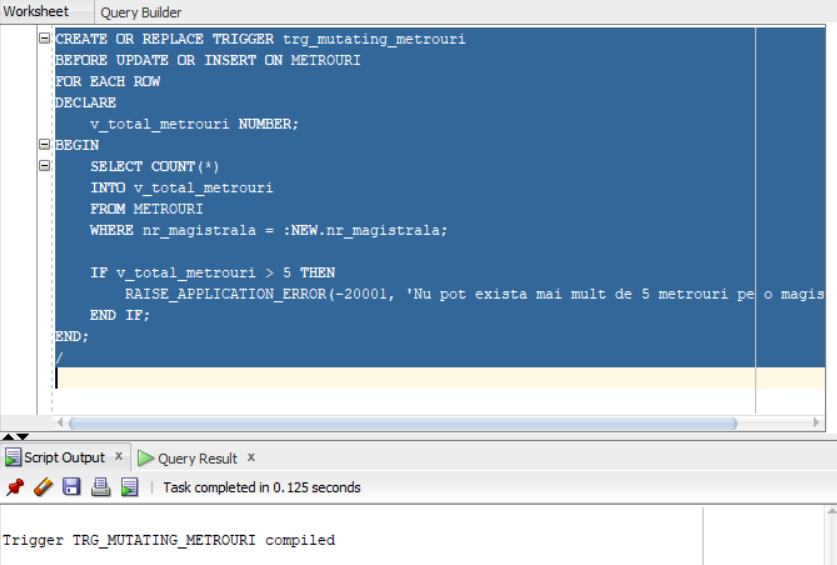 Worksheet Query Builder
CREATE OR REPLACE TRIGGER trg_mutating_metrouri
BEFORE UPDATE OR INSERT ON METROURI
FOR EACH ROW
DECLARE
    v_total_metrouri NUMBER;
BEGIN
    SELECT COUNT(*)
    INTO v_total_metrouri
    FROM METROURI
    WHERE nr_magistrala = :NEW.nr_magistrala;
    IF v_total_metrouri > 5 THEN
        RAISE_APPLICATION_ERROR(-20001, 'Nu pot exista mai mult de 5 metrouri pe o magis
    END IF;
END;
/
Script Output x Query Result x
Task completed in 0.125 seconds
Trigger TRG_MUTATING_METROURI compiled